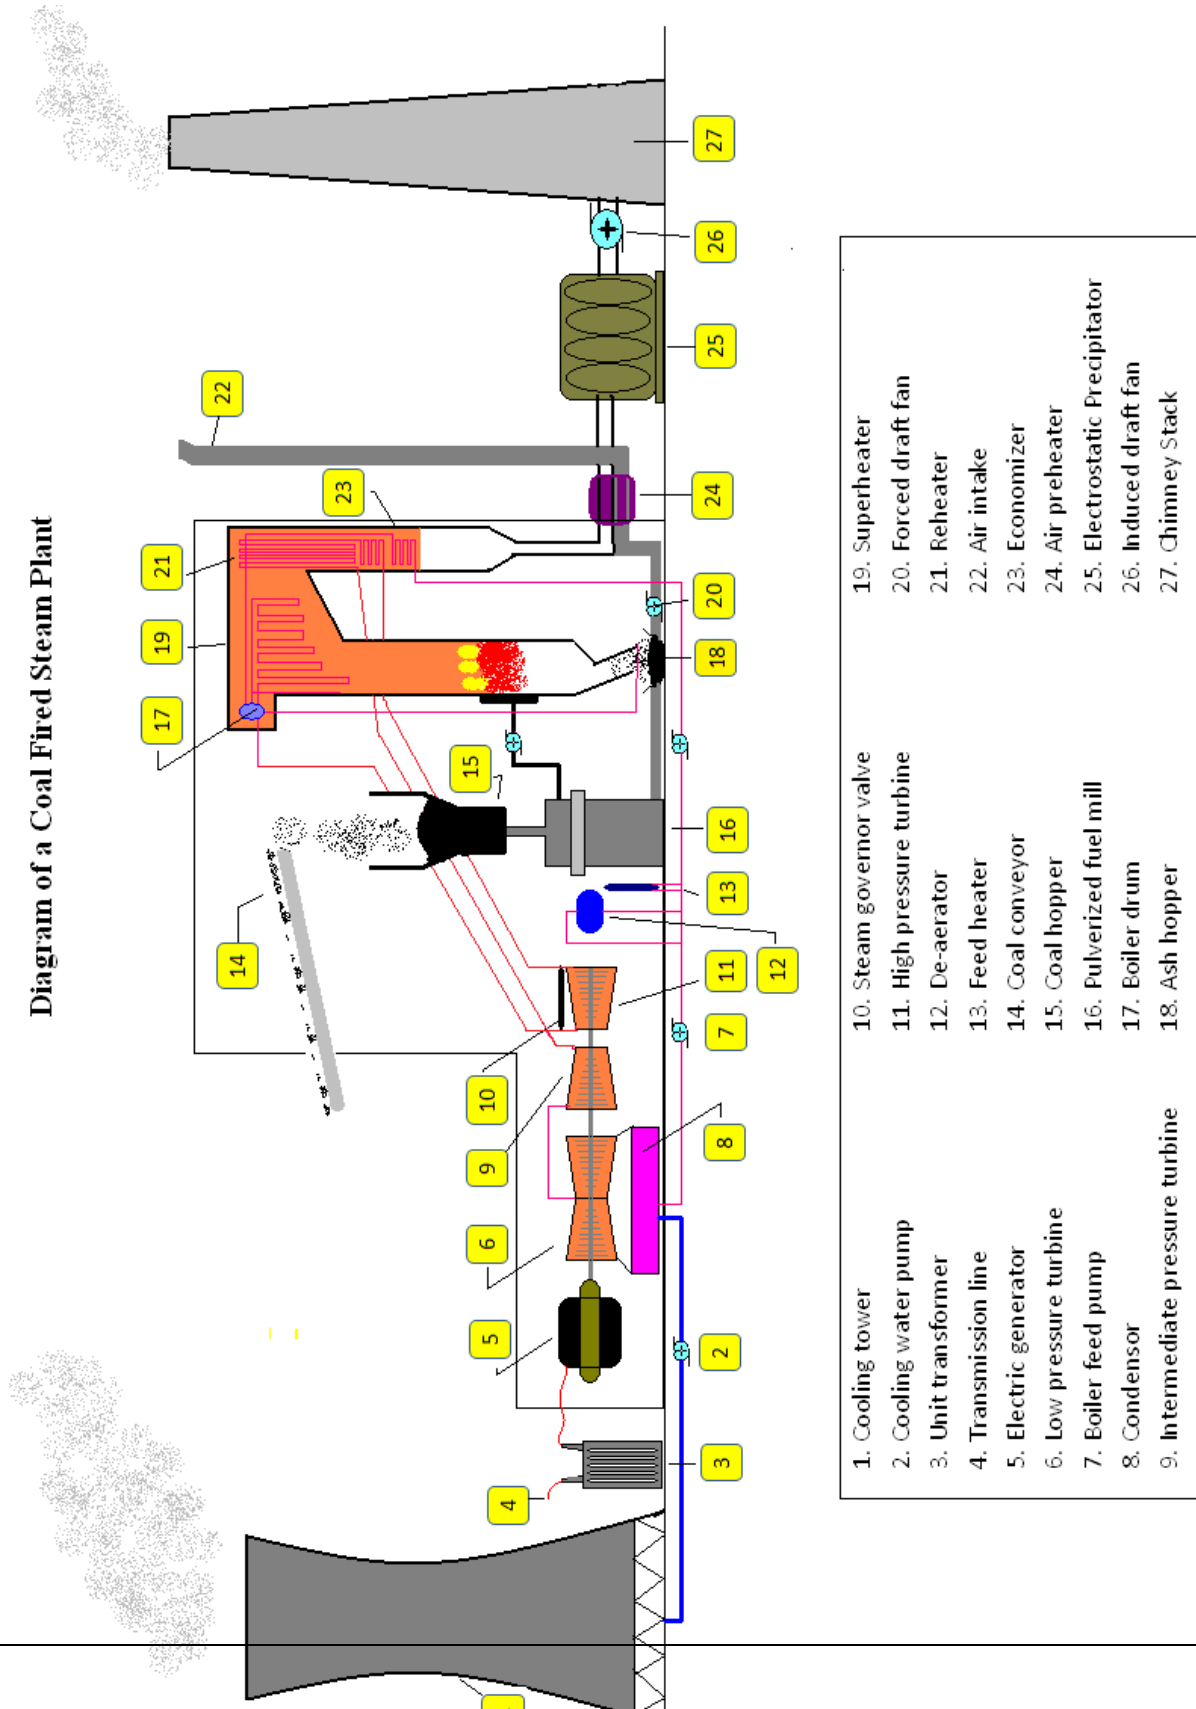 Diagram of a Coal Fired Steam Plant
4
3
5
2
6
9
10
8
7
11
12
14
13
15
16
17
18
19
20
21
23
24
22
25
26
27
1. Cooling tower
2. Cooling water pump
3. Unit transformer
4. Transmission line
5. Electric generator
6. Low pressure turbine
7. Boiler feed pump
8. Condensor
9. Intermediate pressure turbine
10. Steam governor valve
11. High pressure turbine
12. De-aerator
13. Feed heater
14. Coal conveyor
15. Coal hopper
16. Pulverized fuel mill
17. Boiler drum
18. Ash hopper
19. Superheater
20. Forced draft fan
21. Reheater
22. Air intake
23. Economizer
24. Air preheater
25. Electrostatic Precipitator
26. Induced draft fan
27. Chimney Stack